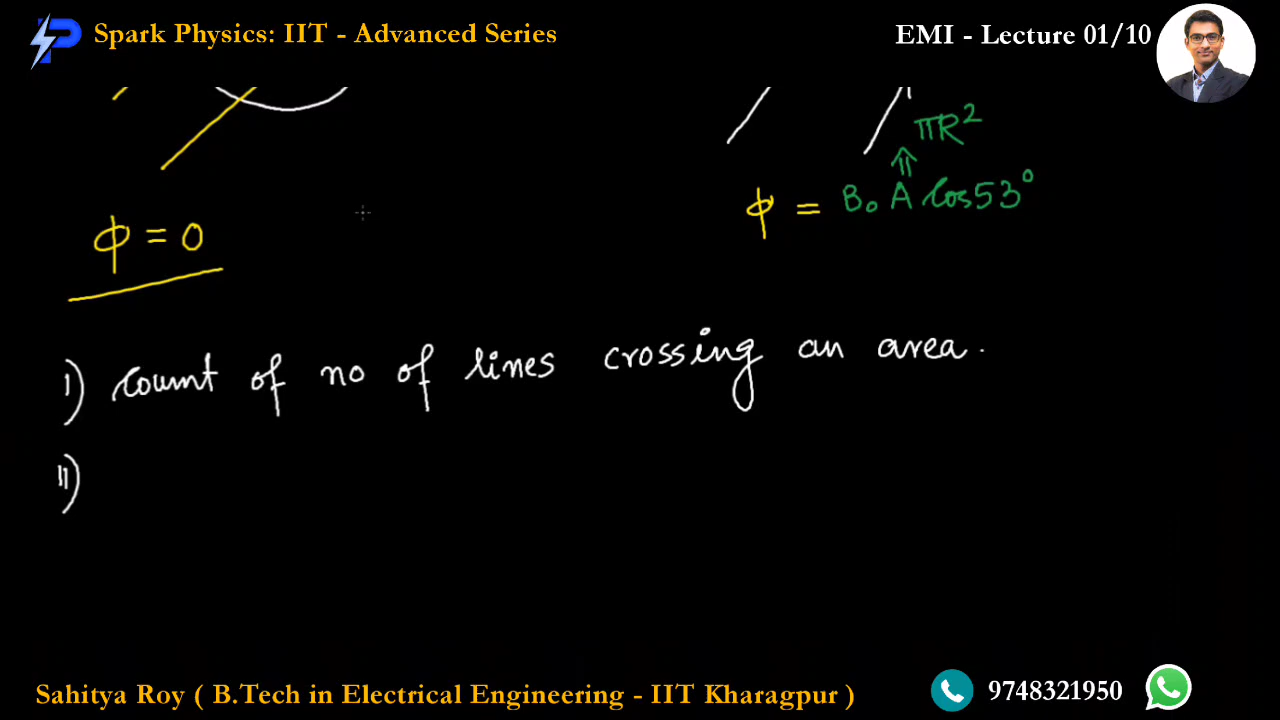 Spark Physics: IIT - Advanced Series
EMI - Lecture 01/10
πR²
⇑
ϕ = B₀ A cos53°
ϕ = 0
I) Count of no of lines crossing an area.
II)
Sahitya Roy ( B.Tech in Electrical Engineering - IIT Kharagpur )
9748321950